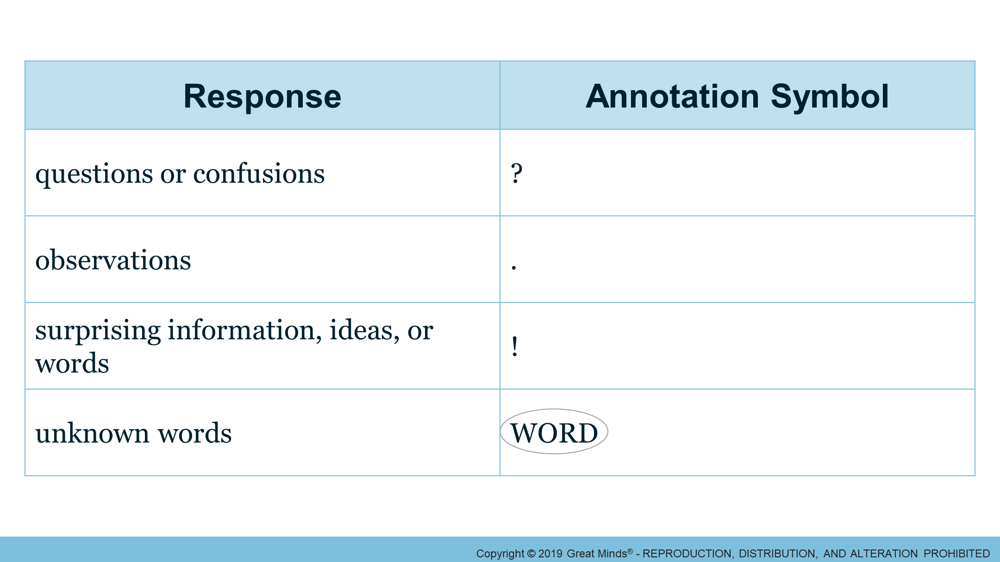 Response
Annotation Symbol
questions or confusions
?
observations
.
surprising information, ideas, or
words
!
unknown words
WORD
Copyright © 2019 Great Minds® - REPRODUCTION, DISTRIBUTION, AND ALTERATION PROHIBITED